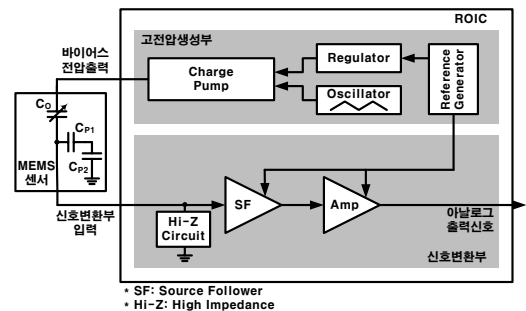 ROIC
고전압생성부
바이어스
전압출력
Charge
Pump
Regulator
Oscillator
Reference
Generator
CO
CP1
CP2
MEMS
센서
신호변환부
입력
Hi-Z
Circuit
SF
Amp
아날로그
출력신호
신호변환부
* SF: Source Follower
* Hi-Z: High Impedance